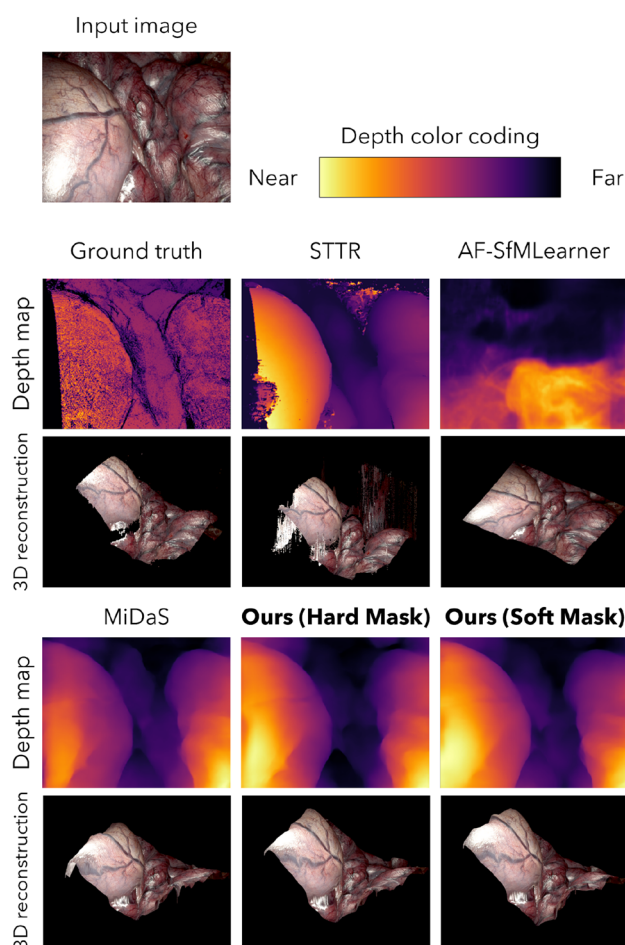 Input image
Depth color coding
Near
Far
Ground truth
STTR
AF-SfMLearner
Depth map
3D reconstruction
MiDaS
Ours (Hard Mask)
Ours (Soft Mask)
Depth map
3D reconstruction